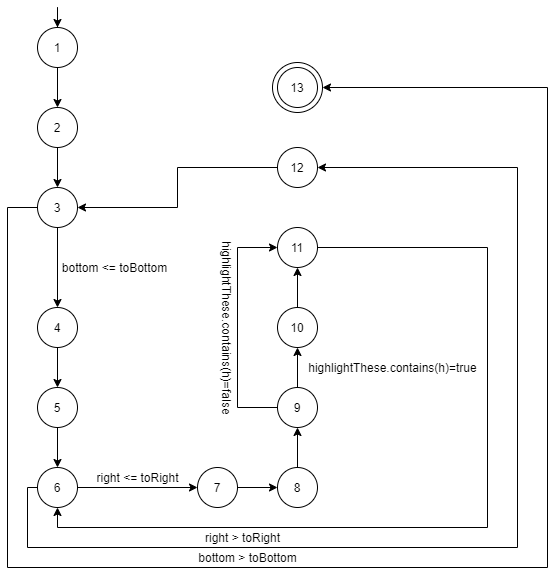 1
2
13
12
3
bottom <= toBottom
11
highlightThese.contains(h)=false
4
10
highlightThese.contains(h)=true
5
9
right <= toRight
6
7
8
right > toRight
bottom > toBottom